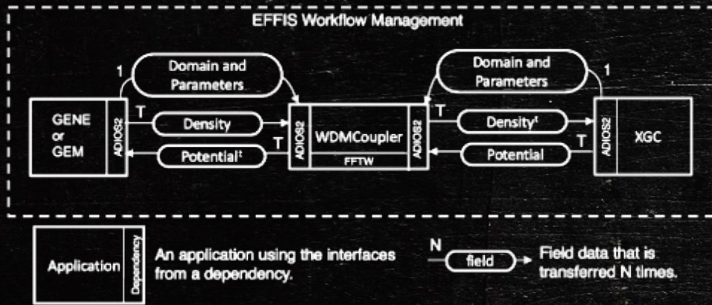 EFFIS Workflow Management
1
Domain and
Parameters
Domain and
Parameters
1
GENE
or
GEM
ADIOS2
T
Density
Potentialᵗ
T
ADIOS2
WDMCoupler
FFTW
ADIOS2
T
Densityᵗ
Potential
T
ADIOS2
XGC
Application
Dependency
An application using the interfaces
from a dependency.
N
field
Field data that is
transferred N times.